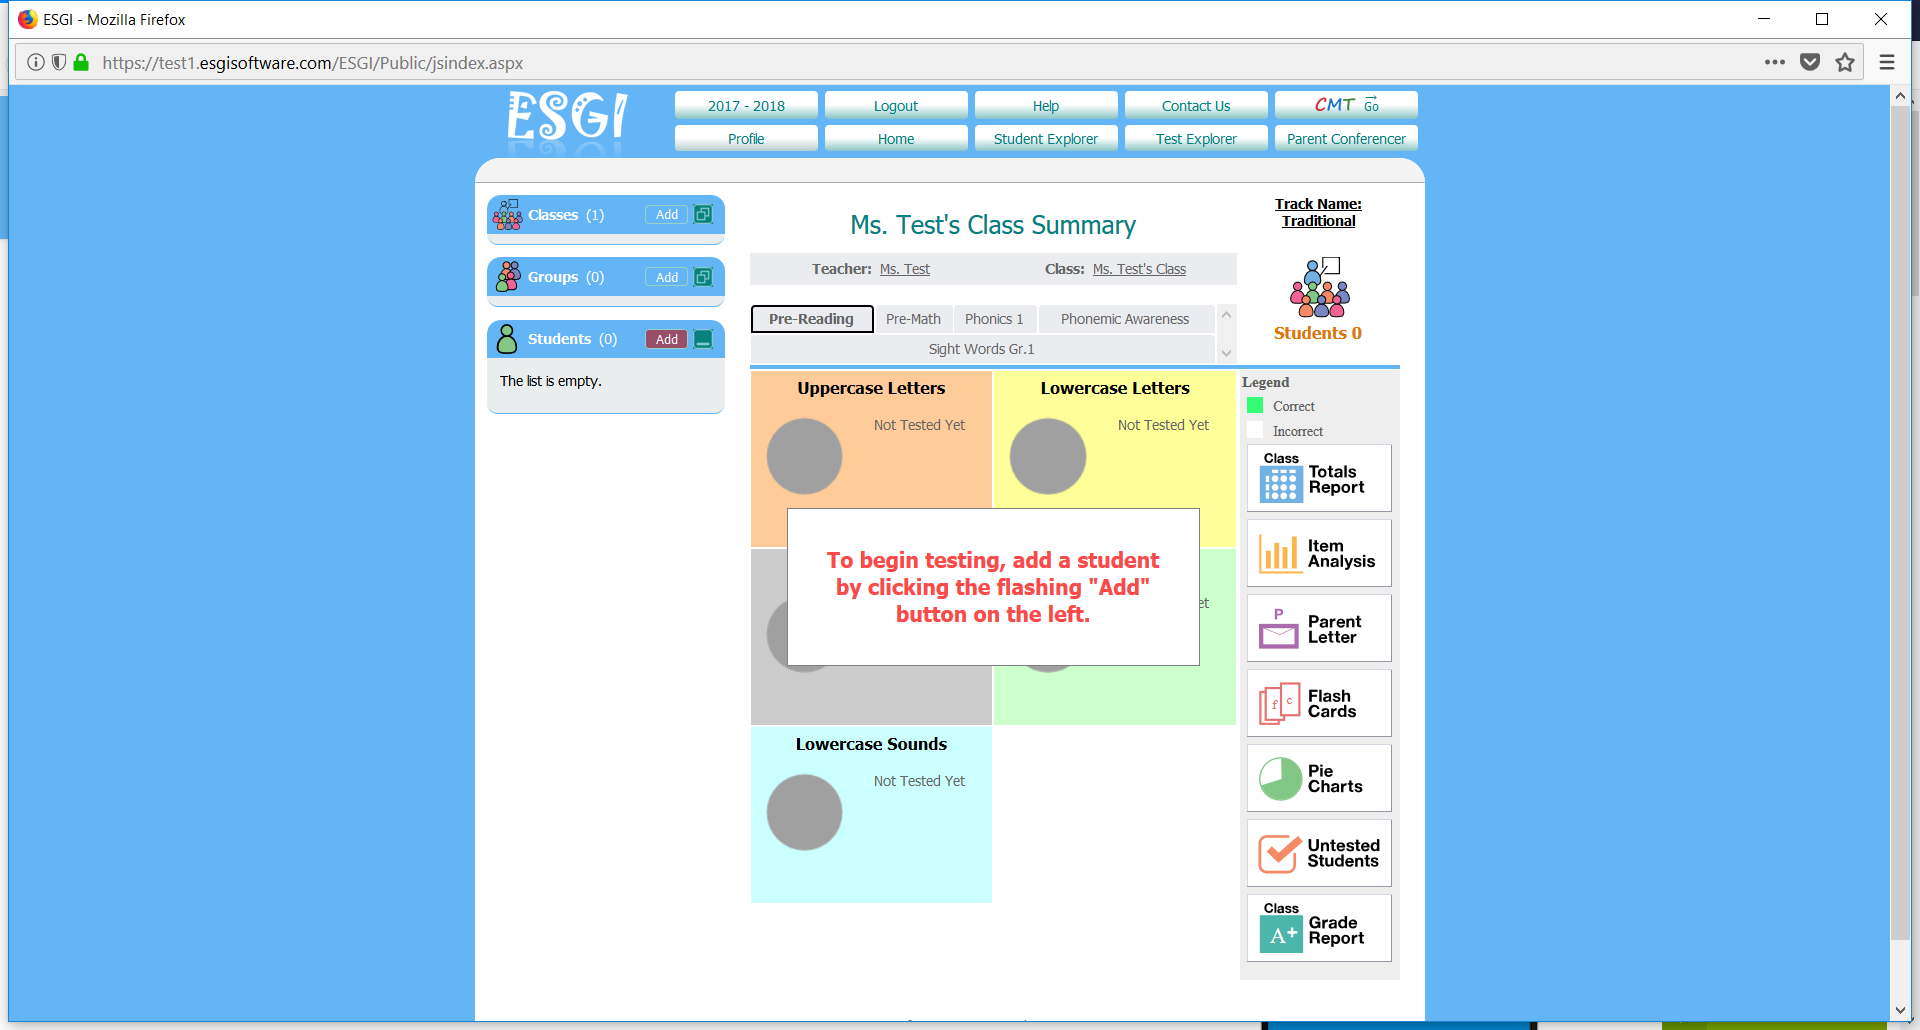 ESGI - Mozilla Firefox
https://test1.esgisoftware.com/ESGI/Public/jsindex.aspx
ESGI
2017 - 2018
Logout
Help
Contact Us
CMT Go
Profile
Home
Student Explorer
Test Explorer
Parent Conferencer
Classes (1)
Add
Groups (0)
Add
Students (0)
Add
The list is empty.
Ms. Test's Class Summary
Teacher: Ms. Test
Class: Ms. Test's Class
Track Name:
Traditional
Students 0
Pre-Reading
Pre-Math
Phonics 1
Phonemic Awareness
Sight Words Gr.1
Uppercase Letters
Not Tested Yet
Lowercase Letters
Not Tested Yet
To begin testing, add a student
by clicking the flashing "Add"
button on the left.
et
Lowercase Sounds
Not Tested Yet
Legend
Correct
Incorrect
Class
Totals
Report
Item
Analysis
P
Parent
Letter
f c
Flash
Cards
Pie
Charts
Untested
Students
Class
A+
Grade
Report